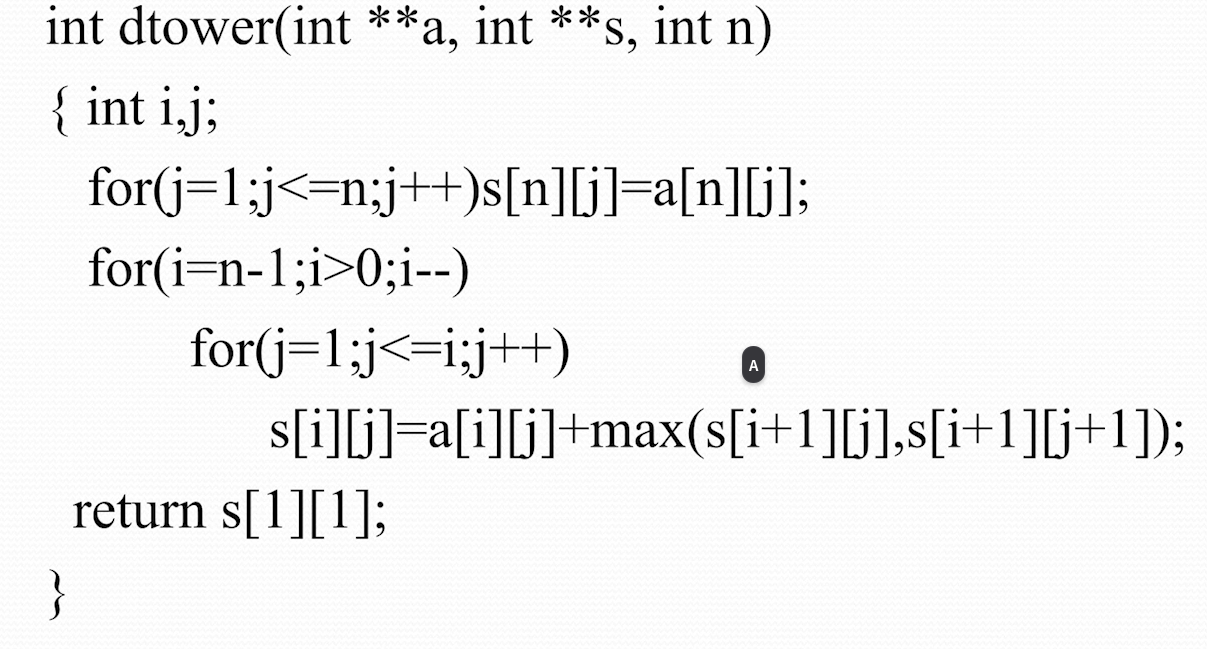 int dtower(int **a, int **s, int n)
{ int i,j;
for(j=1;j<=n;j++)s[n][j]=a[n][j];
for(i=n-1;i>0;i--)
for(j=1;j<=i;j++)
A
s[i][j]=a[i][j]+max(s[i+1][j],s[i+1][j+1]);
return s[1][1];
}